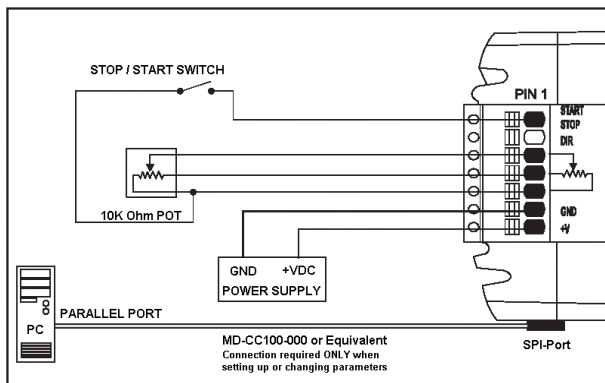 STOP / START SWITCH
PIN 1
START
STOP
DIR
10K Ohm POT
GND
+V
GND +VDC
POWER SUPPLY
PARALLEL PORT
PC
MD-CC100-000 or Equivalent
Connection required ONLY when
setting up or changing parameters
SPI-Port